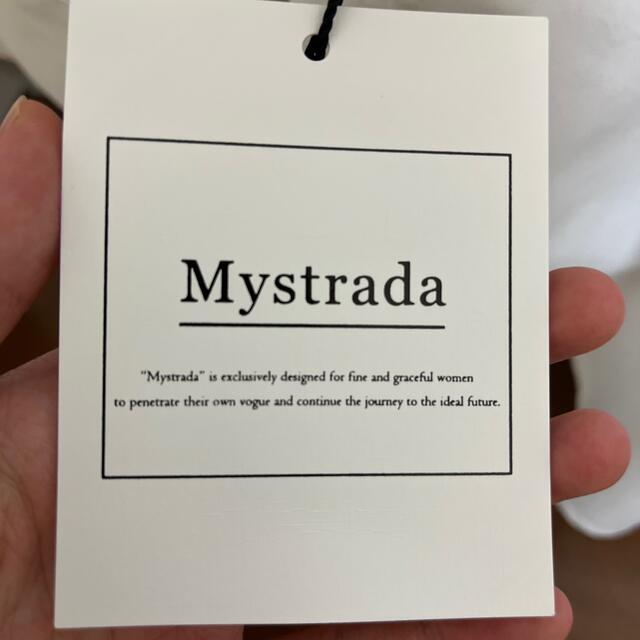 Mystrada
"Mystrada" is exclusively designed for fine and graceful women
to penetrate their own vogue and continue the journey to the ideal future.